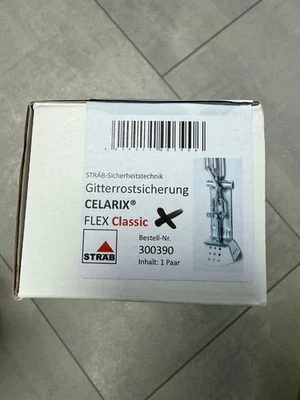 STRÄB-Sicherheitstechnik
Gitterrostsicherung
CELARIX®
FLEX Classic
Bestell-Nr.
300390
Inhalt: 1 Paar
STRÄB